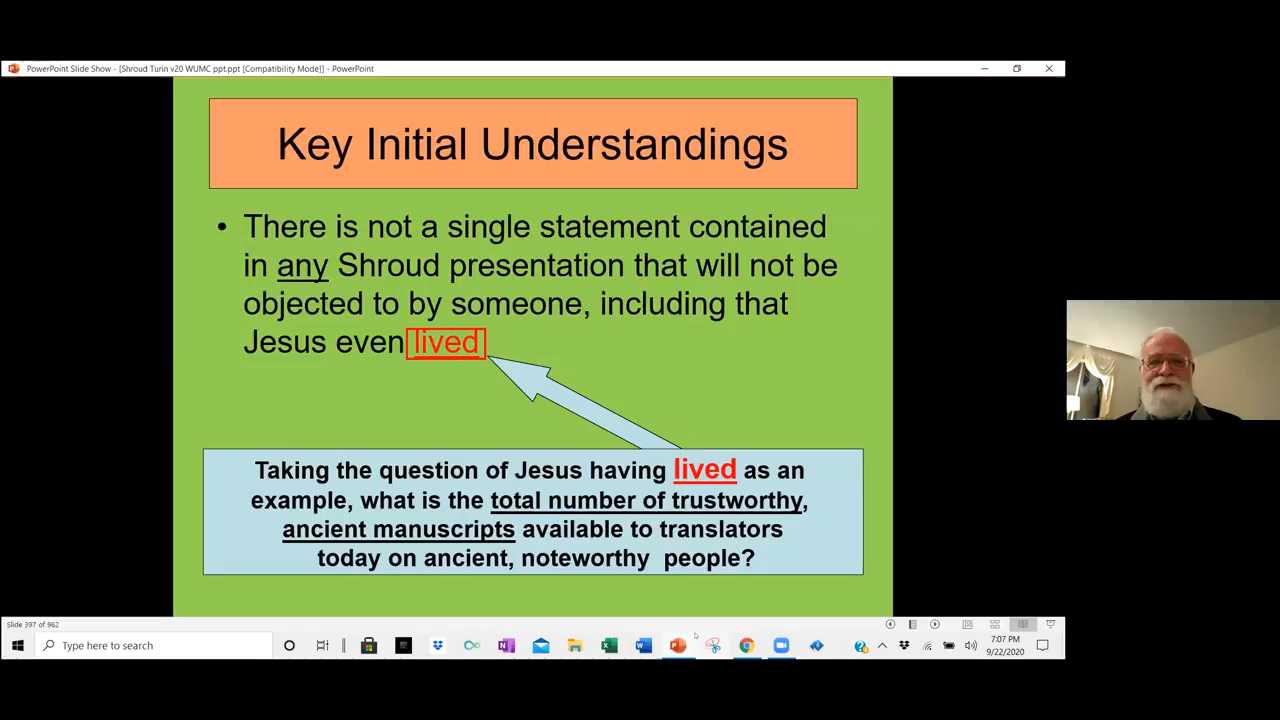 PowerPoint Slide Show - [Shroud Turin v20 WUMC ppt.ppt [Compatibility Mode]] - PowerPoint
Key Initial Understandings
• There is not a single statement contained
in any Shroud presentation that will not be
objected to by someone, including that
Jesus even lived
Taking the question of Jesus having lived as an
example, what is the total number of trustworthy,
ancient manuscripts available to translators
today on ancient, noteworthy people?
Slide 397 of 962
Type here to search
7:07 PM
9/22/2020